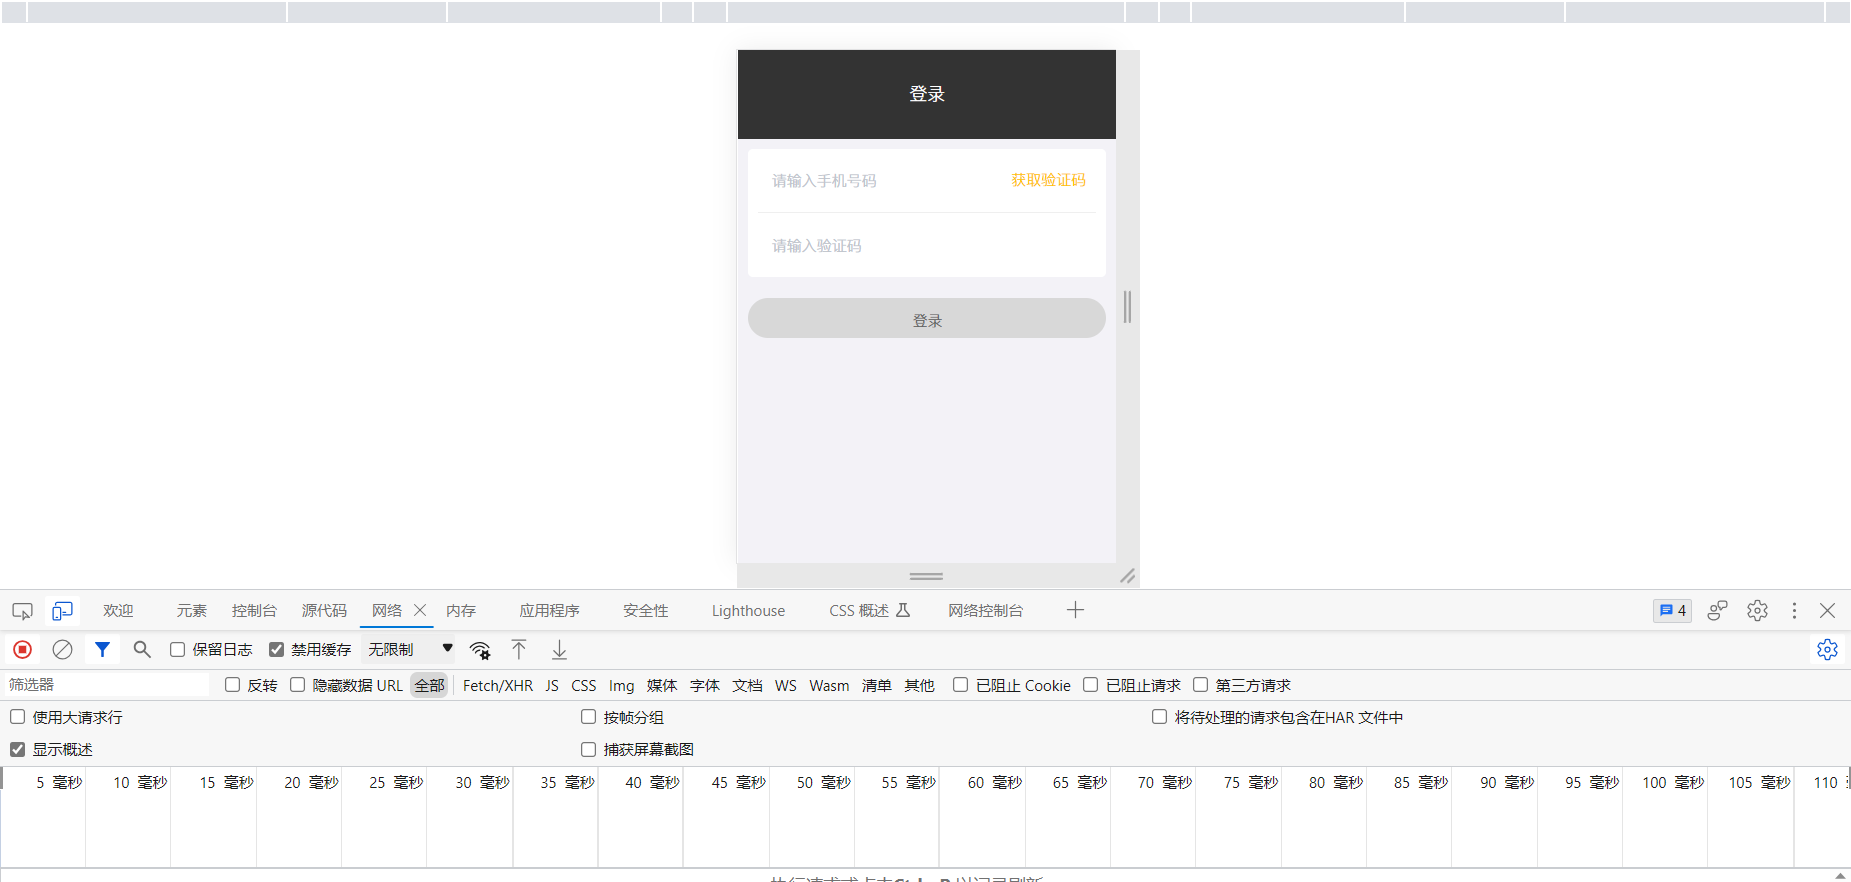 登录
请输入手机号码 获取验证码
请输入验证码
登录
欢迎 元素 控制台 源代码 网络 内存 应用程序 安全性 Lighthouse CSS 概述 网络控制台 4
保留日志 禁用缓存 无限制
筛选器 反转 隐藏数据 URL 全部 Fetch/XHR JS CSS Img 媒体 字体 文档 WS Wasm 清单 其他 已阻止 Cookie 已阻止请求 第三方请求
使用大请求行 按帧分组 将待处理的请求包含在HAR 文件中
显示概述 捕获屏幕截图
5 毫秒 10 毫秒 15 毫秒 20 毫秒 25 毫秒 30 毫秒 35 毫秒 40 毫秒 45 毫秒 50 毫秒 55 毫秒 60 毫秒 65 毫秒 70 毫秒 75 毫秒 80 毫秒 85 毫秒 90 毫秒 95 毫秒 100 毫秒 105 毫秒 110